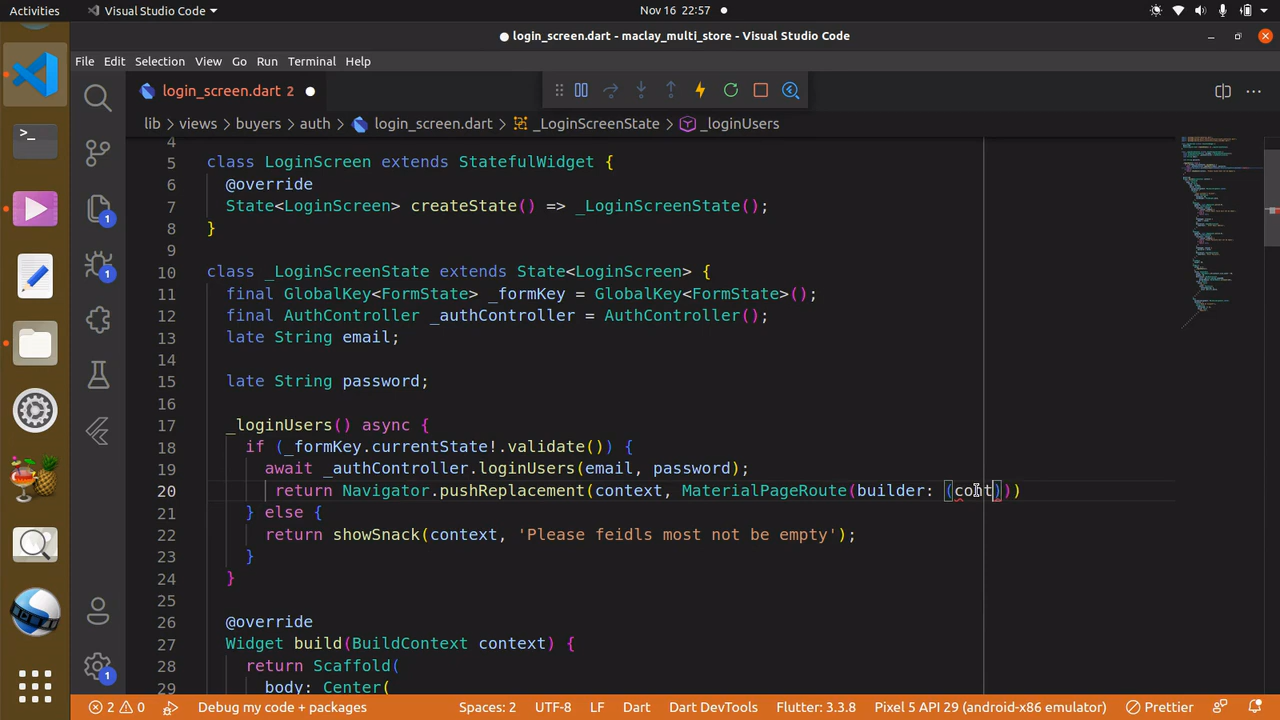 Activities
Visual Studio Code
Nov 16 22:57
login_screen.dart - maclay_multi_store - Visual Studio Code
File Edit Selection View Go Run Terminal Help
login_screen.dart 2
lib > views > buyers > auth > login_screen.dart > _LoginScreenState > _loginUsers
4
5 class LoginScreen extends StatefulWidget {
6 @override
7 State<LoginScreen> createState() => _LoginScreenState();
8 }
9
10 class _LoginScreenState extends State<LoginScreen> {
11 final GlobalKey<FormState> _formKey = GlobalKey<FormState>();
12 final AuthController _authController = AuthController();
13 late String email;
14
15 late String password;
16
17 _loginUsers() async {
18 if (_formKey.currentState!.validate()) {
19 await _authController.loginUsers(email, password);
20 return Navigator.pushReplacement(context, MaterialPageRoute(builder: (cont)))
21 } else {
22 return showSnack(context, 'Please feidls most not be empty');
23 }
24 }
25
26 @override
27 Widget build(BuildContext context) {
28 return Scaffold(
29 body: Center(
1
1
1
2 0 Debug my code + packages Spaces: 2 UTF-8 LF Dart Dart DevTools Flutter: 3.3.8 Pixel 5 API 29 (android-x86 emulator) Prettier